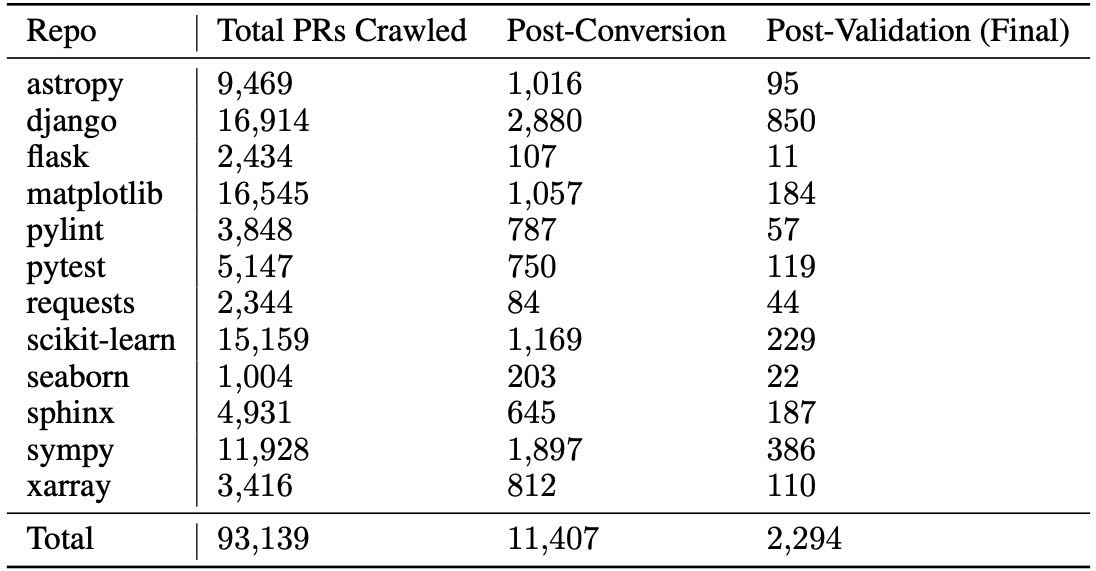 Repo Total PRs Crawled Post-Conversion Post-Validation (Final)
astropy 9,469 1,016 95
django 16,914 2,880 850
flask 2,434 107 11
matplotlib 16,545 1,057 184
pylint 3,848 787 57
pytest 5,147 750 119
requests 2,344 84 44
scikit-learn 15,159 1,169 229
seaborn 1,004 203 22
sphinx 4,931 645 187
sympy 11,928 1,897 386
xarray 3,416 812 110
Total 93,139 11,407 2,294